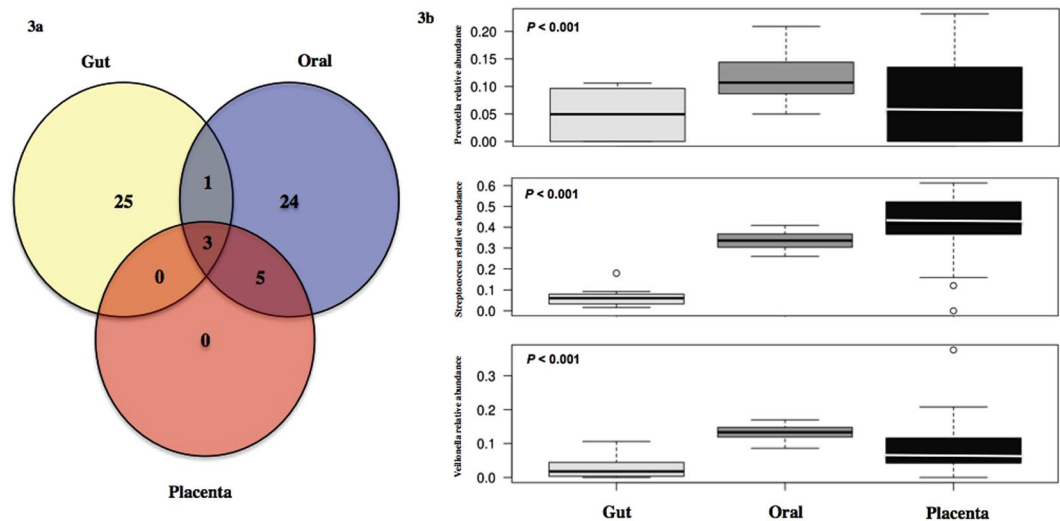 3a
Gut
Oral
25
1
24
3
0
5
0
Placenta
3b
P < 0.001
Prevotella relative abundance
0.20
0.15
0.10
0.05
0.00
P < 0.001
Streptococcus relative abundance
0.6
0.5
0.4
0.3
0.2
0.1
0.0
P < 0.001
Veillonella relative abundance
0.3
0.2
0.1
0.0
Gut
Oral
Placenta